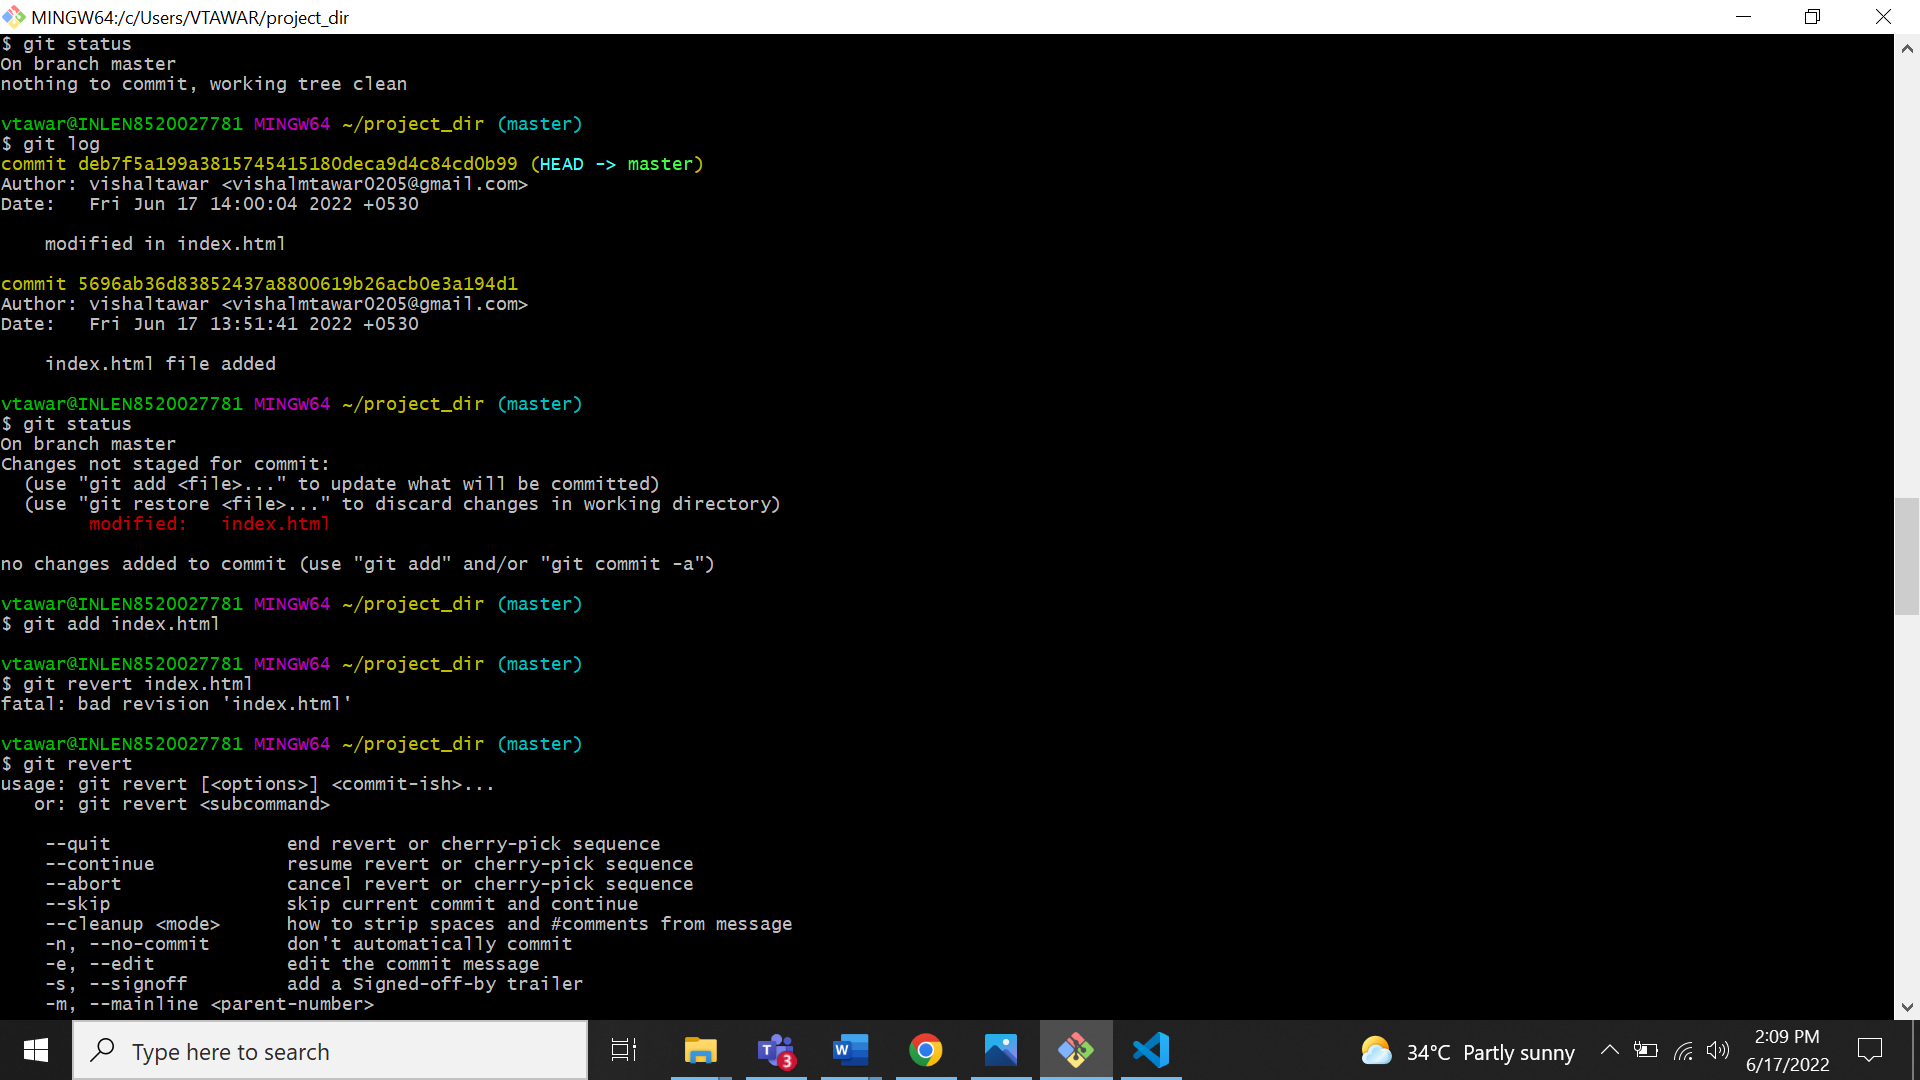 MINGW64:/c/Users/VTAWAR/project_dir
$ git status
On branch master
nothing to commit, working tree clean
vtawar@INLEN8520027781 MINGW64 ~/project_dir (master)
$ git log
commit deb7f5a199a3815745415180deca9d4c84cd0b99 (HEAD -> master)
Author: vishaltawar <vishalmtawar0205@gmail.com>
Date:   Fri Jun 17 14:00:04 2022 +0530
    modified in index.html
commit 5696ab36d83852437a8800619b26acb0e3a194d1
Author: vishaltawar <vishalmtawar0205@gmail.com>
Date:   Fri Jun 17 13:51:41 2022 +0530
    index.html file added
vtawar@INLEN8520027781 MINGW64 ~/project_dir (master)
$ git status
On branch master
Changes not staged for commit:
  (use "git add <file>..." to update what will be committed)
  (use "git restore <file>..." to discard changes in working directory)
        modified:   index.html
no changes added to commit (use "git add" and/or "git commit -a")
vtawar@INLEN8520027781 MINGW64 ~/project_dir (master)
$ git add index.html
vtawar@INLEN8520027781 MINGW64 ~/project_dir (master)
$ git revert index.html
fatal: bad revision 'index.html'
vtawar@INLEN8520027781 MINGW64 ~/project_dir (master)
$ git revert
usage: git revert [<options>] <commit-ish>...
   or: git revert <subcommand>
    --quit                end revert or cherry-pick sequence
    --continue            resume revert or cherry-pick sequence
    --abort               cancel revert or cherry-pick sequence
    --skip                skip current commit and continue
    --cleanup <mode>      how to strip spaces and #comments from message
    -n, --no-commit       don't automatically commit
    -e, --edit            edit the commit message
    -s, --signoff         add a Signed-off-by trailer
    -m, --mainline <parent-number>
Type here to search
3
34°C Partly sunny
2:09 PM
6/17/2022